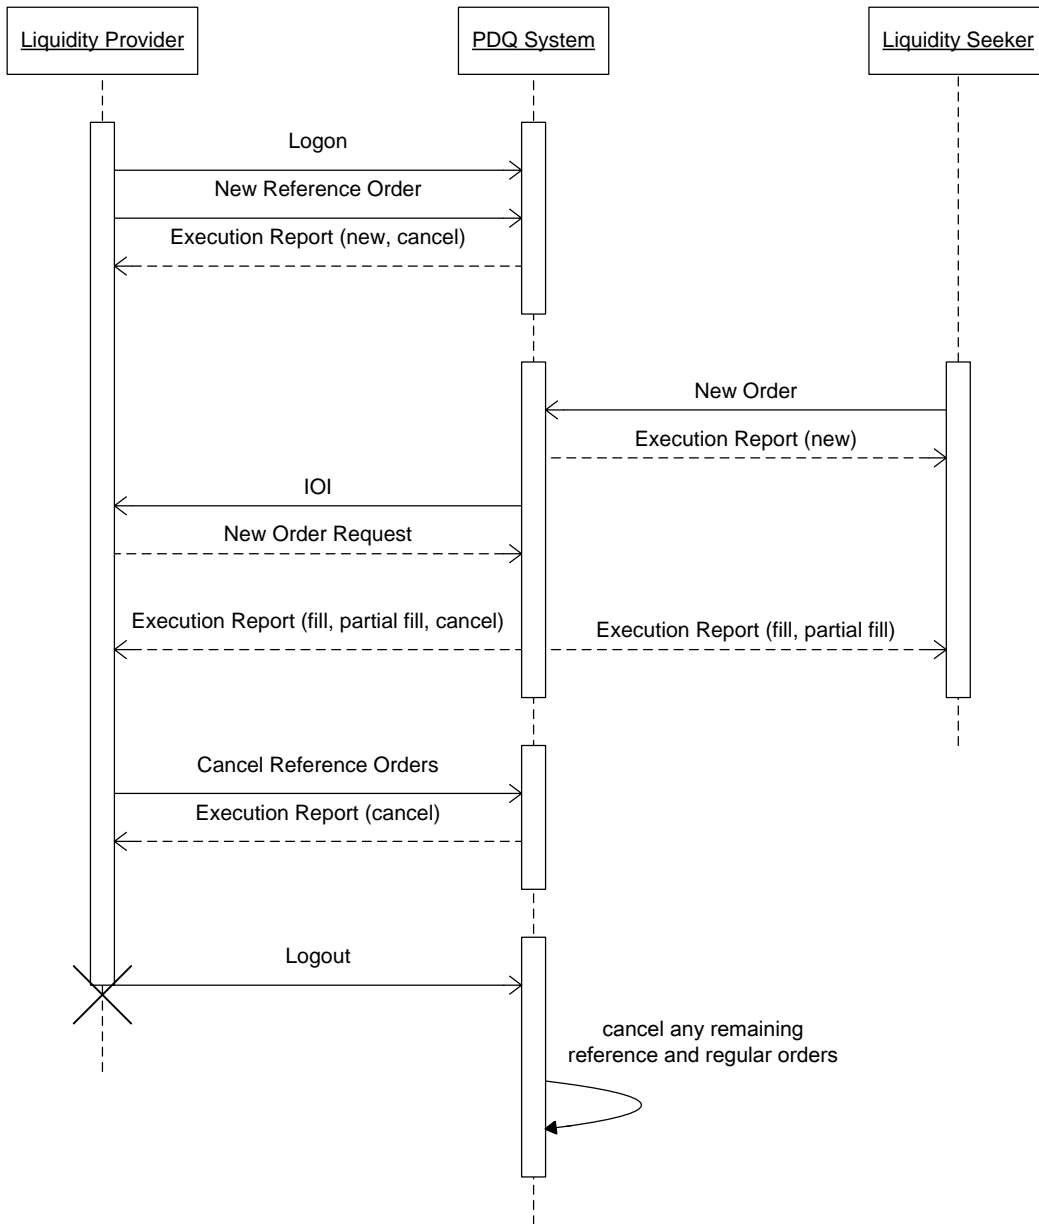 Liquidity Provider
PDQ System
Liquidity Seeker
Logon
New Reference Order
Execution Report (new, cancel)
New Order
Execution Report (new)
IOI
New Order Request
Execution Report (fill, partial fill, cancel)
Execution Report (fill, partial fill)
Cancel Reference Orders
Execution Report (cancel)
Logout
cancel any remaining
reference and regular orders